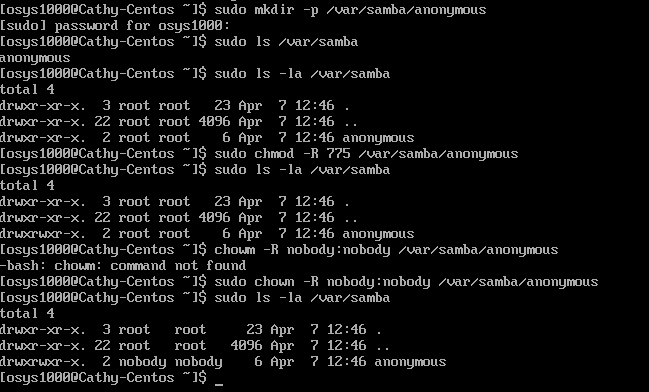 [osys1000@Cathy-Centos ~]$ sudo mkdir -p /var/samba/anonymous
[sudo] password for osys1000:
[osys1000@Cathy-Centos ~]$ sudo ls /var/samba
anonymous
[osys1000@Cathy-Centos ~]$ sudo ls -la /var/samba
total 4
drwxr-xr-x.  3 root root   23 Apr  7 12:46 .
drwxr-xr-x. 22 root root 4096 Apr  7 12:46 ..
drwxr-xr-x.  2 root root    6 Apr  7 12:46 anonymous
[osys1000@Cathy-Centos ~]$ sudo chmod -R 775 /var/samba/anonymous
[osys1000@Cathy-Centos ~]$ sudo ls -la /var/samba
total 4
drwxr-xr-x.  3 root root   23 Apr  7 12:46 .
drwxr-xr-x. 22 root root 4096 Apr  7 12:46 ..
drwxrwxr-x.  2 root root    6 Apr  7 12:46 anonymous
[osys1000@Cathy-Centos ~]$ chowm -R nobody:nobody /var/samba/anonymous
-bash: chowm: command not found
[osys1000@Cathy-Centos ~]$ sudo chown -R nobody:nobody /var/samba/anonymous
[osys1000@Cathy-Centos ~]$ sudo ls -la /var/samba
total 4
drwxr-xr-x.  3 root   root     23 Apr  7 12:46 .
drwxr-xr-x. 22 root   root   4096 Apr  7 12:46 ..
drwxrwxr-x.  2 nobody nobody    6 Apr  7 12:46 anonymous
[osys1000@Cathy-Centos ~]$ _